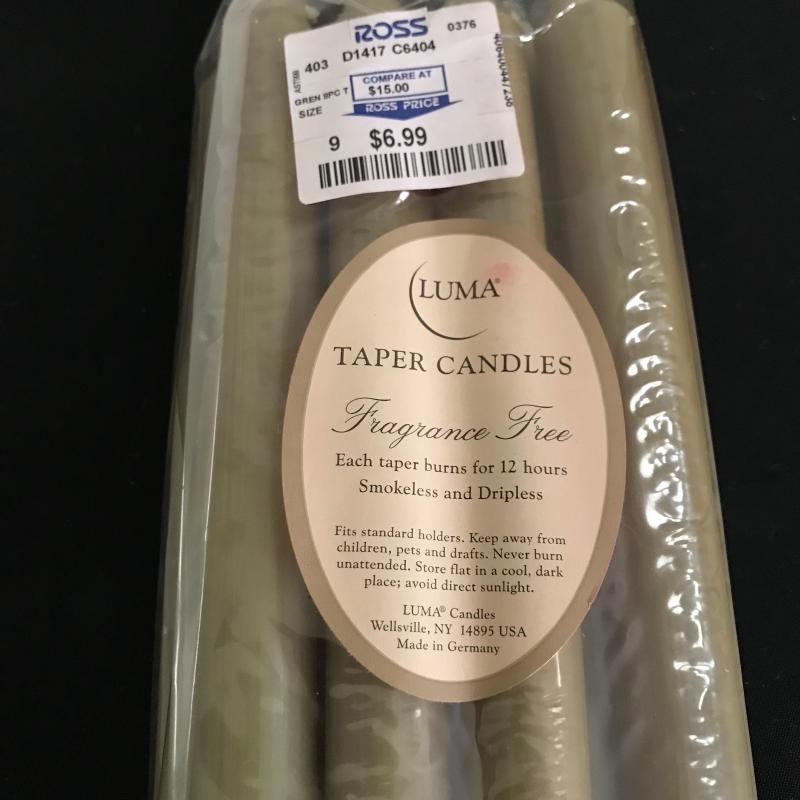 ROSS 0376
403 D1417 C6404
COMPARE AT
GREN 8PC T $15.00
SIZE ROSS PRICE
9 $6.99
LUMA®
TAPER CANDLES
Fragrance Free
Each taper burns for 12 hours
Smokeless and Dripless
Fits standard holders. Keep away from
children, pets and drafts. Never burn
unattended. Store flat in a cool, dark
place; avoid direct sunlight.
LUMA® Candles
Wellsville, NY 14895 USA
Made in Germany